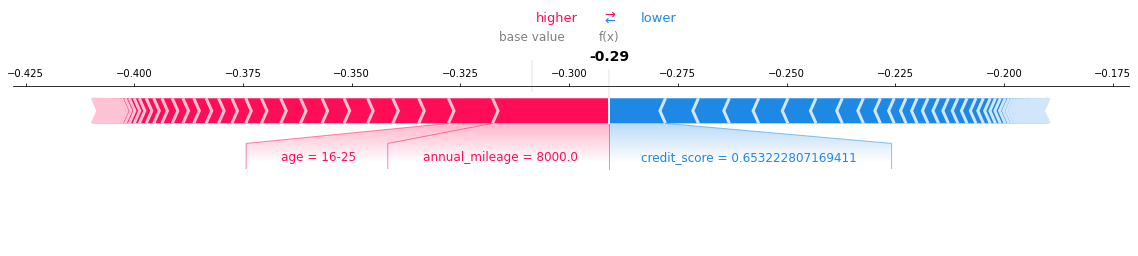 higher ⇄ lower
base value f(x)
-0.29
−0.425 −0.400 −0.375 −0.350 −0.325 −0.300 −0.275 −0.250 −0.225 −0.200 −0.175
age = 16-25 annual_mileage = 8000.0 credit_score = 0.653222807169411